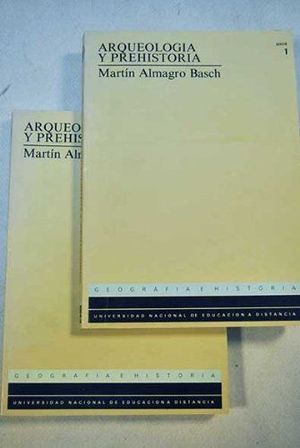 ARQUEOLOGIA
Y PREHISTORIA
Martín Almagro Basch
1
GEOGRAFIA E HISTORIA
UNIVERSIDAD NACIONAL DE EDUCACION A DISTANCIA
ARQUEOL
Y PREHIS
Martín Alm
GEOGRAFIA E HISTORIA
UNIVERSIDAD NACIONAL DE EDUCACION A DISTANCIA